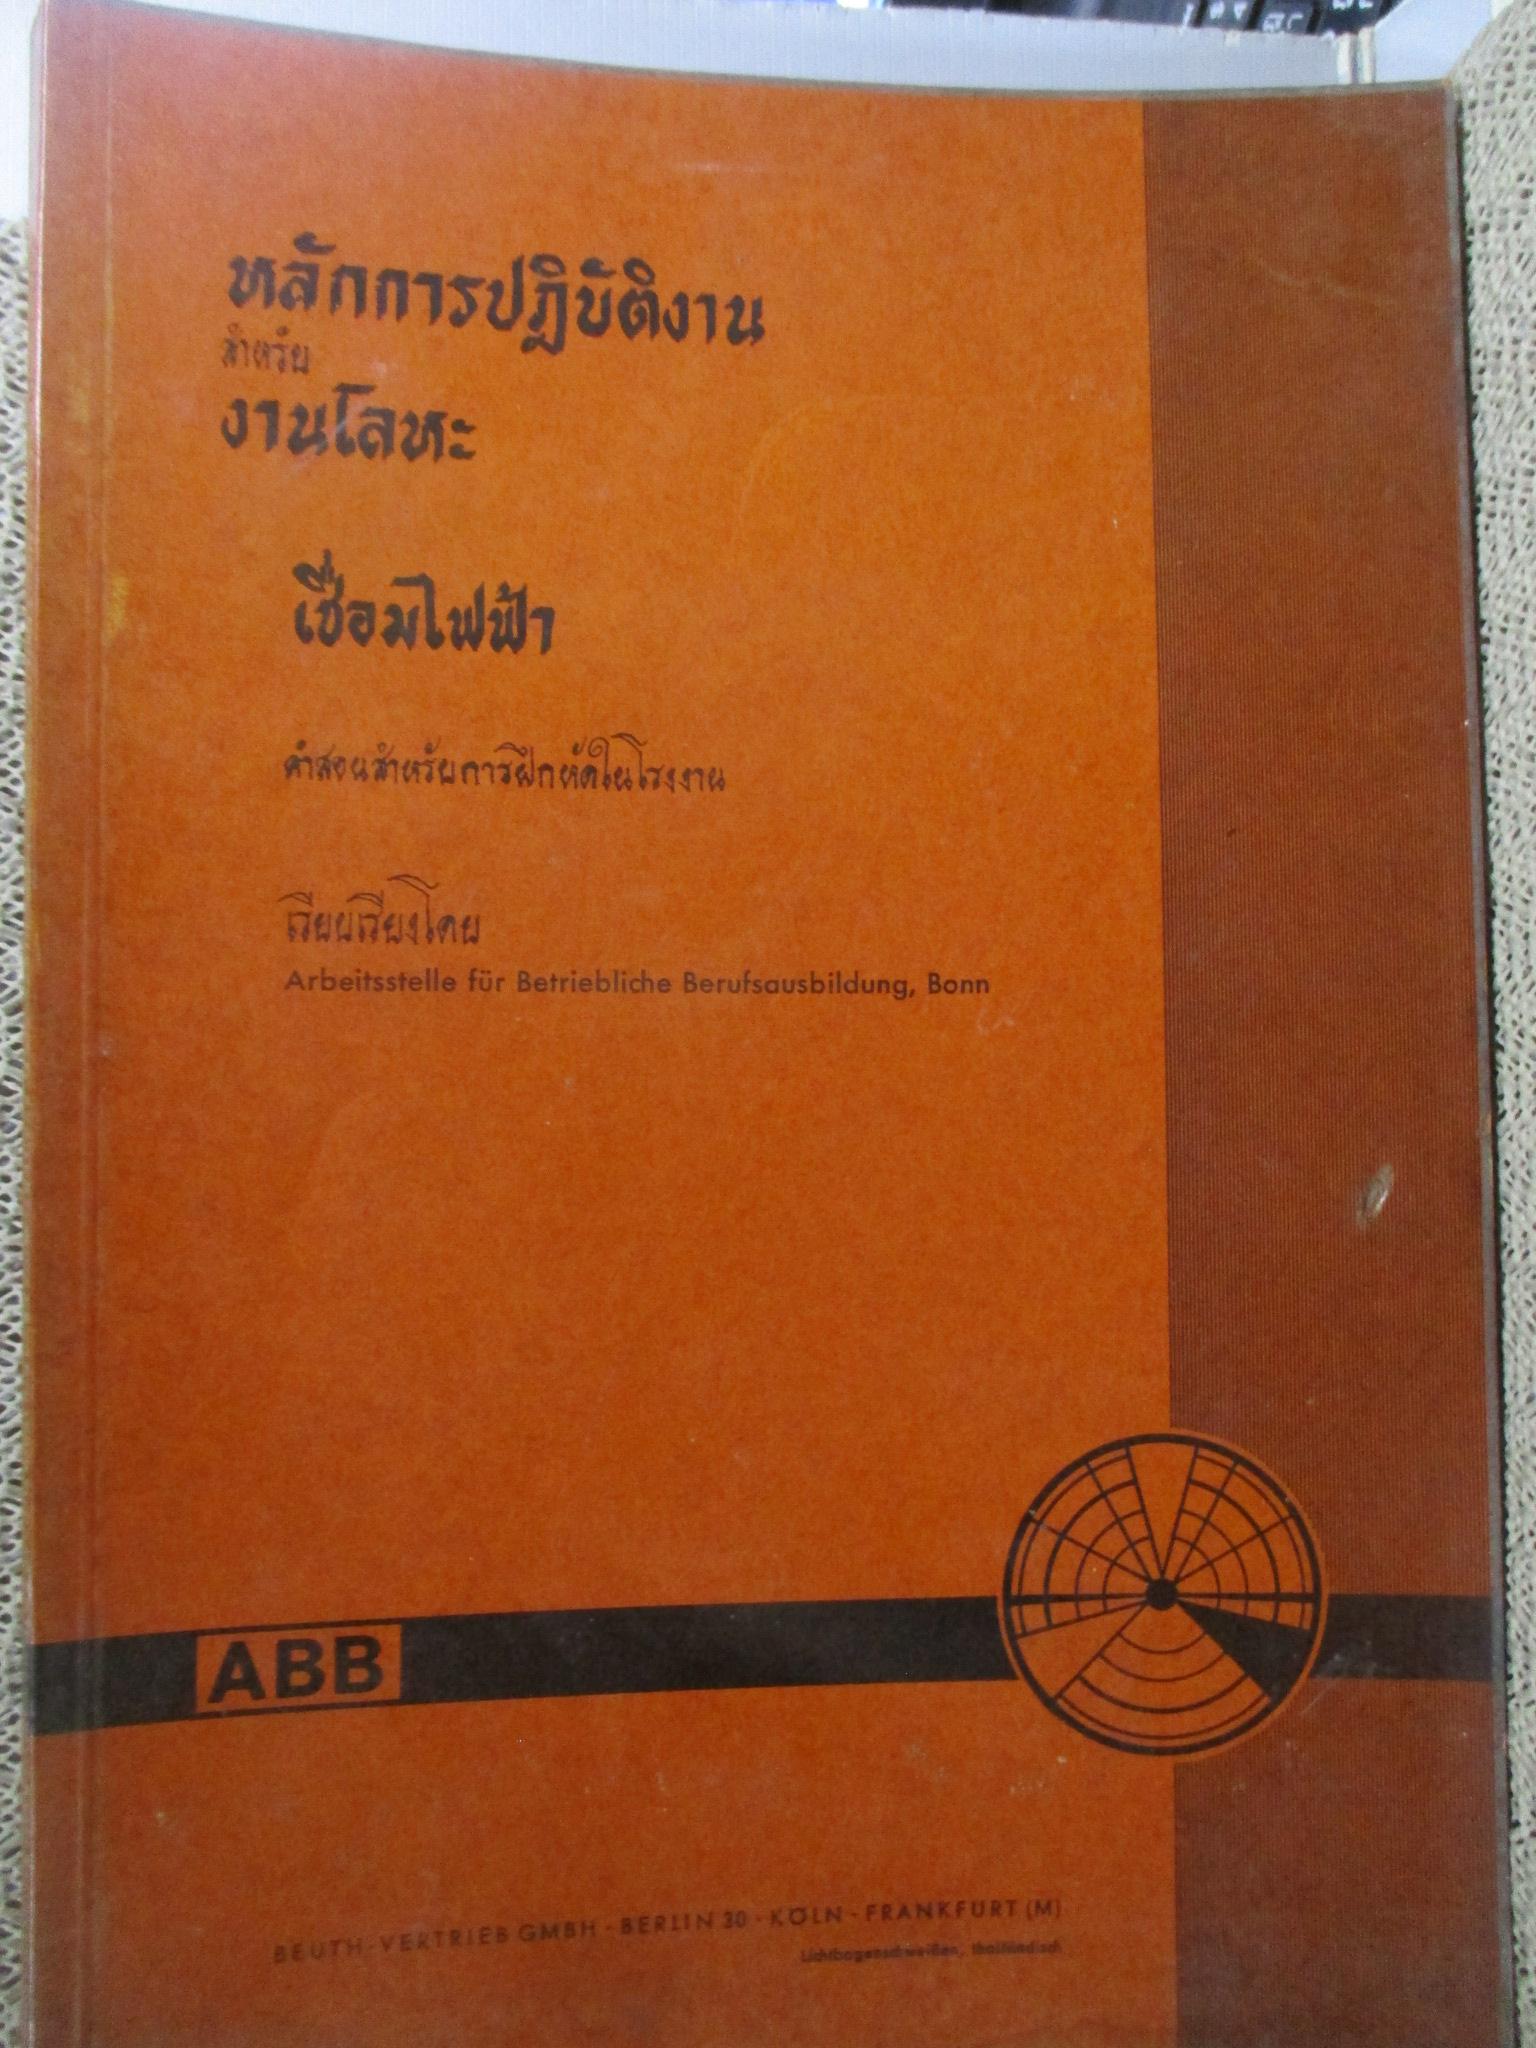 หลักการปฏิบัติงาน
สำหรับ
งานโลหะ
เชื่อมไฟฟ้า
คำสอนสำหรับการฝึกหัดในโรงงาน
เรียบเรียงโดย
Arbeitsstelle für Betriebliche Berufsausbildung, Bonn
ABB
BEUTH-VERTRIEB GMBH · BERLIN 30 · KÖLN - FRANKFURT (M)
Lichtbogenschweißen, thailändisch